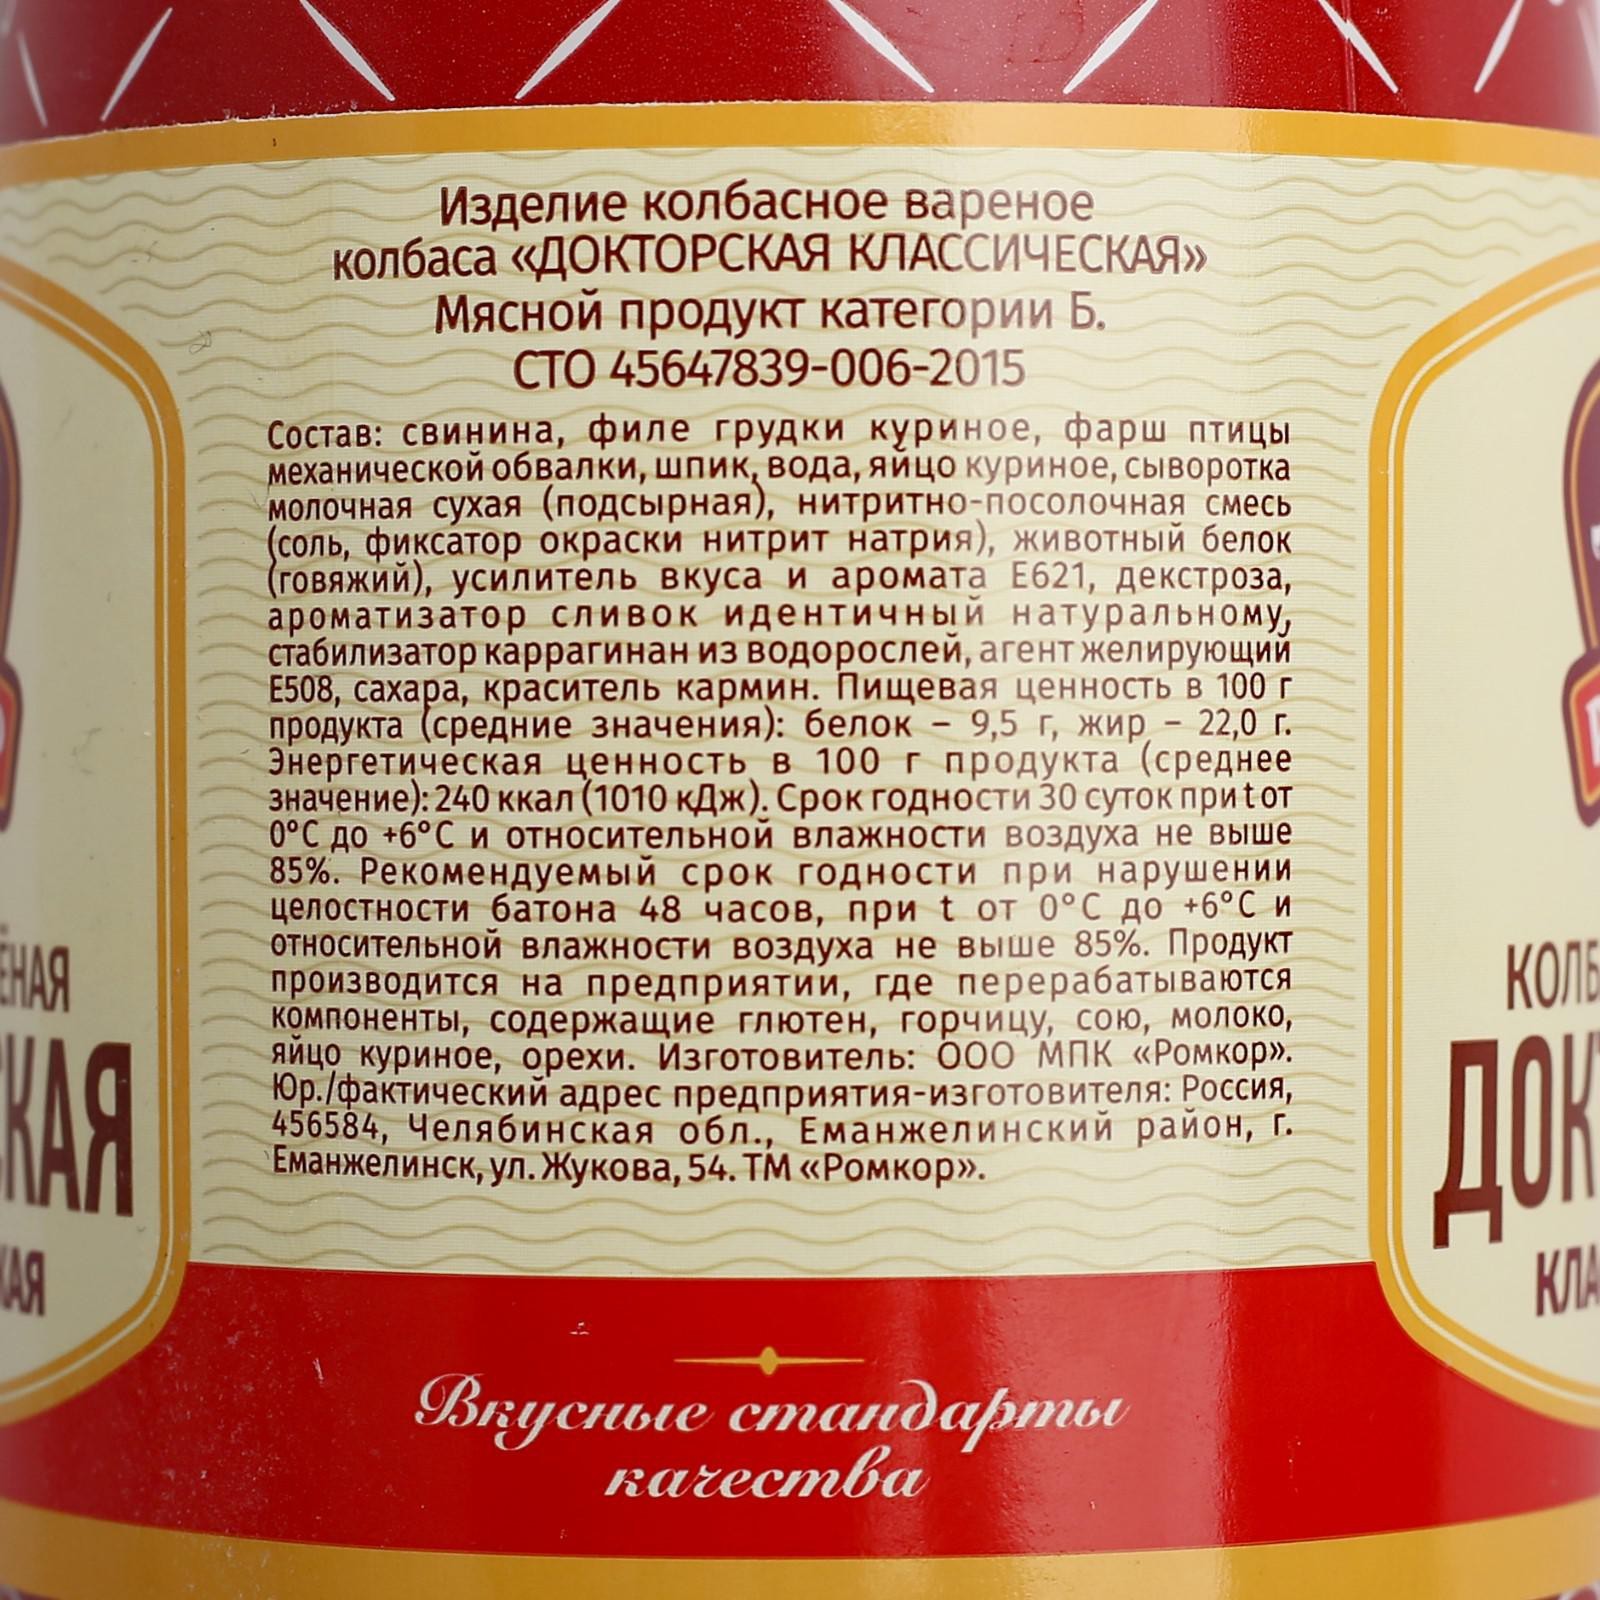 Изделие колбасное вареное
колбаса «ДОКТОРСКАЯ КЛАССИЧЕСКАЯ»
Мясной продукт категории Б.
СТО 45647839-006-2015
Состав: свинина, филе грудки куриное, фарш птицы
механической обвалки, шпик, вода, яйцо куриное, сыворотка
молочная сухая (подсырная), нитритно-посолочная смесь
(соль, фиксатор окраски нитрит натрия), животный белок
(говяжий), усилитель вкуса и аромата Е621, декстроза,
ароматизатор сливок идентичный натуральному,
стабилизатор каррагинан из водорослей, агент желирующий
Е508, сахара, краситель кармин. Пищевая ценность в 100 г
продукта (средние значения): белок – 9,5 г, жир – 22,0 г.
Энергетическая ценность в 100 г продукта (среднее
значение): 240 ккал (1010 кДж). Срок годности 30 суток при t от
0°С до +6°С и относительной влажности воздуха не выше
85%. Рекомендуемый срок годности при нарушении
целостности батона 48 часов, при t от 0°С до +6°С и
относительной влажности воздуха не выше 85%. Продукт
производится на предприятии, где перерабатываются
компоненты, содержащие глютен, горчицу, сою, молоко,
яйцо куриное, орехи. Изготовитель: ООО МПК «Ромкор».
Юр./фактический адрес предприятия-изготовителя: Россия,
456584, Челябинская обл., Еманжелинский район, г.
Еманжелинск, ул. Жукова, 54. ТМ «Ромкор».
Вкусные стандарты
качества